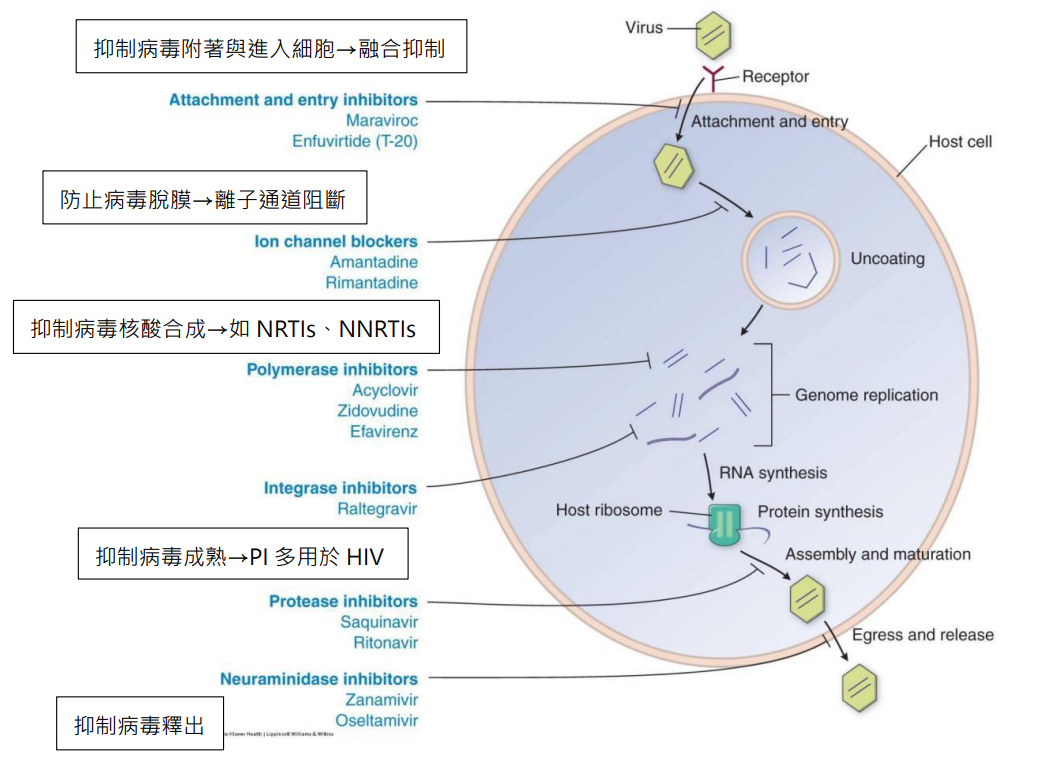 抑制病毒附著與進入細胞→融合抑制
Virus
Receptor
Attachment and entry inhibitors
Maraviroc
Enfuvirtide (T-20)
Attachment and entry
Host cell
防止病毒脫膜→離子通道阻斷
Ion channel blockers
Amantadine
Rimantadine
Uncoating
抑制病毒核酸合成→如 NRTIs、NNRTIs
Polymerase inhibitors
Acyclovir
Zidovudine
Efavirenz
Genome replication
Integrase inhibitors
Raltegravir
RNA synthesis
Host ribosome
Protein synthesis
抑制病毒成熟→PI 多用於 HIV
Assembly and maturation
Protease inhibitors
Saquinavir
Ritonavir
Egress and release
Neuraminidase inhibitors
Zanamivir
Oseltamivir
抑制病毒釋出
Kluwer Health | Lippincott Williams & Wilkins